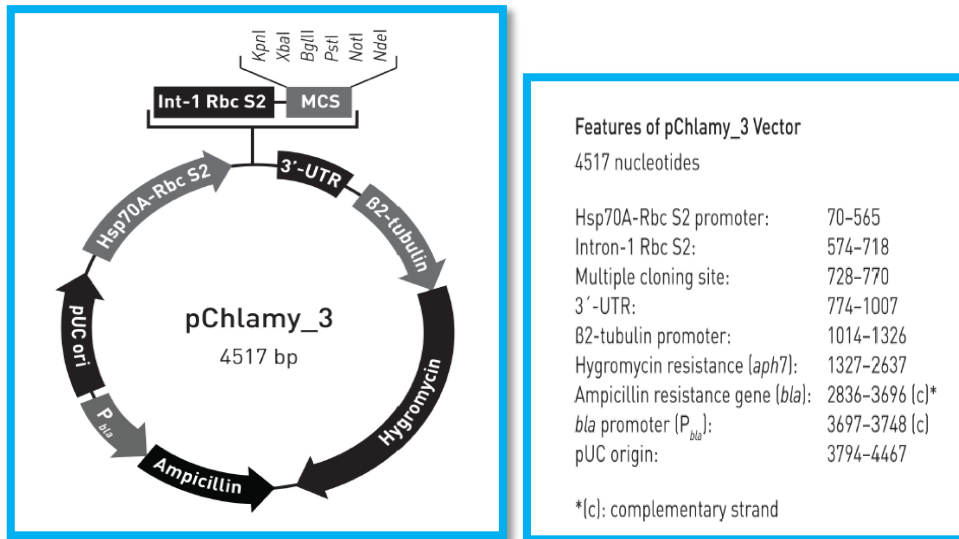 KpnI
XbaI
BglII
PstI
NotI
NdeI
Int-1 Rbc S2
MCS
Hsp70A-Rbc S2
3´-UTR
β2-tubulin
pUC ori
pChlamy_3
4517 bp
Hygromycin
P bla
Ampicillin
Features of pChlamy_3 Vector
4517 nucleotides
Hsp70A-Rbc S2 promoter: 70–565
Intron-1 Rbc S2: 574–718
Multiple cloning site: 728–770
3´-UTR: 774–1007
β2-tubulin promoter: 1014–1326
Hygromycin resistance (aph7): 1327–2637
Ampicillin resistance gene (bla): 2836–3696 (c)*
bla promoter (Pbla): 3697–3748 (c)
pUC origin: 3794–4467
*(c): complementary strand